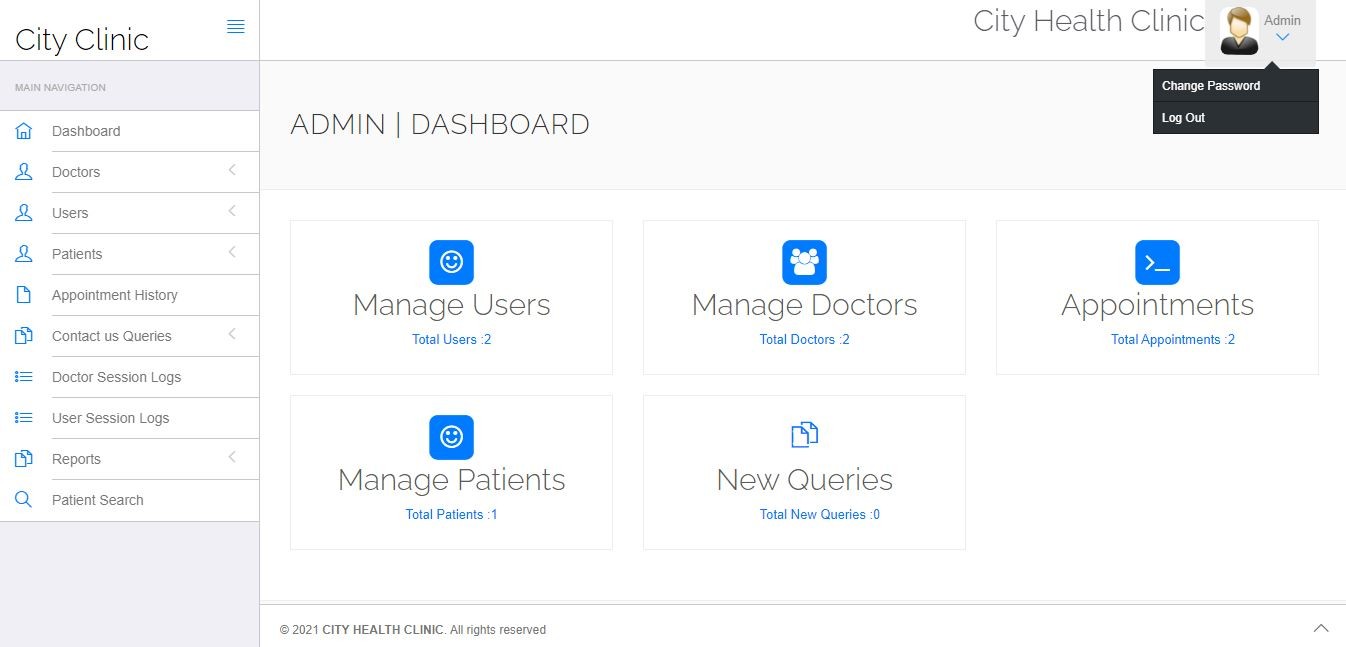 City Clinic
City Health Clinic
Admin
Change Password
Log Out
MAIN NAVIGATION
Dashboard
Doctors
Users
Patients
Appointment History
Contact us Queries
Doctor Session Logs
User Session Logs
Reports
Patient Search
ADMIN | DASHBOARD
Manage Users
Total Users :2
Manage Doctors
Total Doctors :2
Appointments
Total Appointments :2
Manage Patients
Total Patients :1
New Queries
Total New Queries :0
© 2021 CITY HEALTH CLINIC. All rights reserved